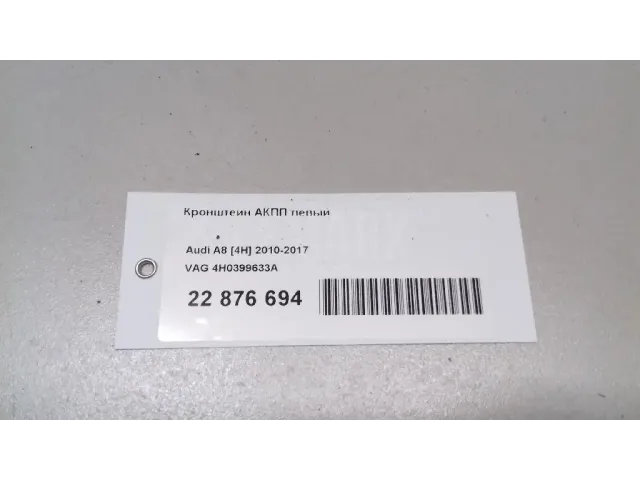 Кронштейн АКПП левый
Audi A8 [4H] 2010-2017
VAG 4H0399633A
22 876 694